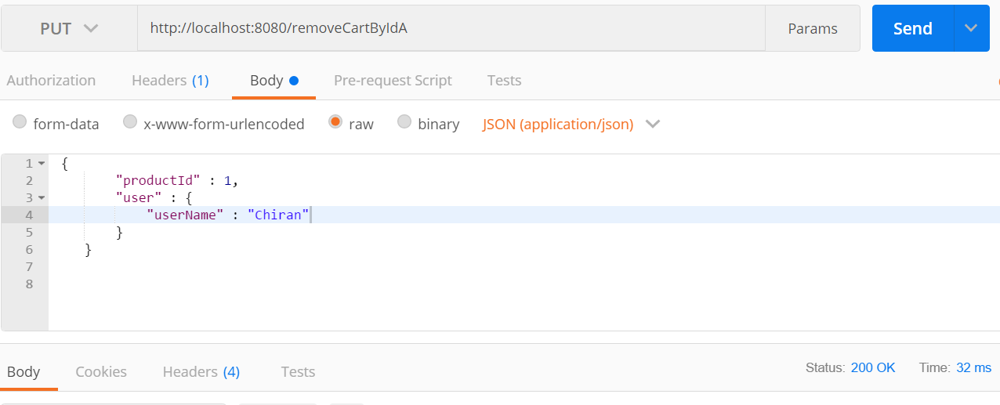 PUT http://localhost:8080/removeCartByIdA Params Send
Authorization Headers (1) Body Pre-request Script Tests
form-data x-www-form-urlencoded raw binary JSON (application/json)
1 {
2 "productId" : 1,
3 "user" : {
4 "userName" : "Chiran"
5 }
6 }
7
8
Body Cookies Headers (4) Tests Status: 200 OK Time: 32 ms